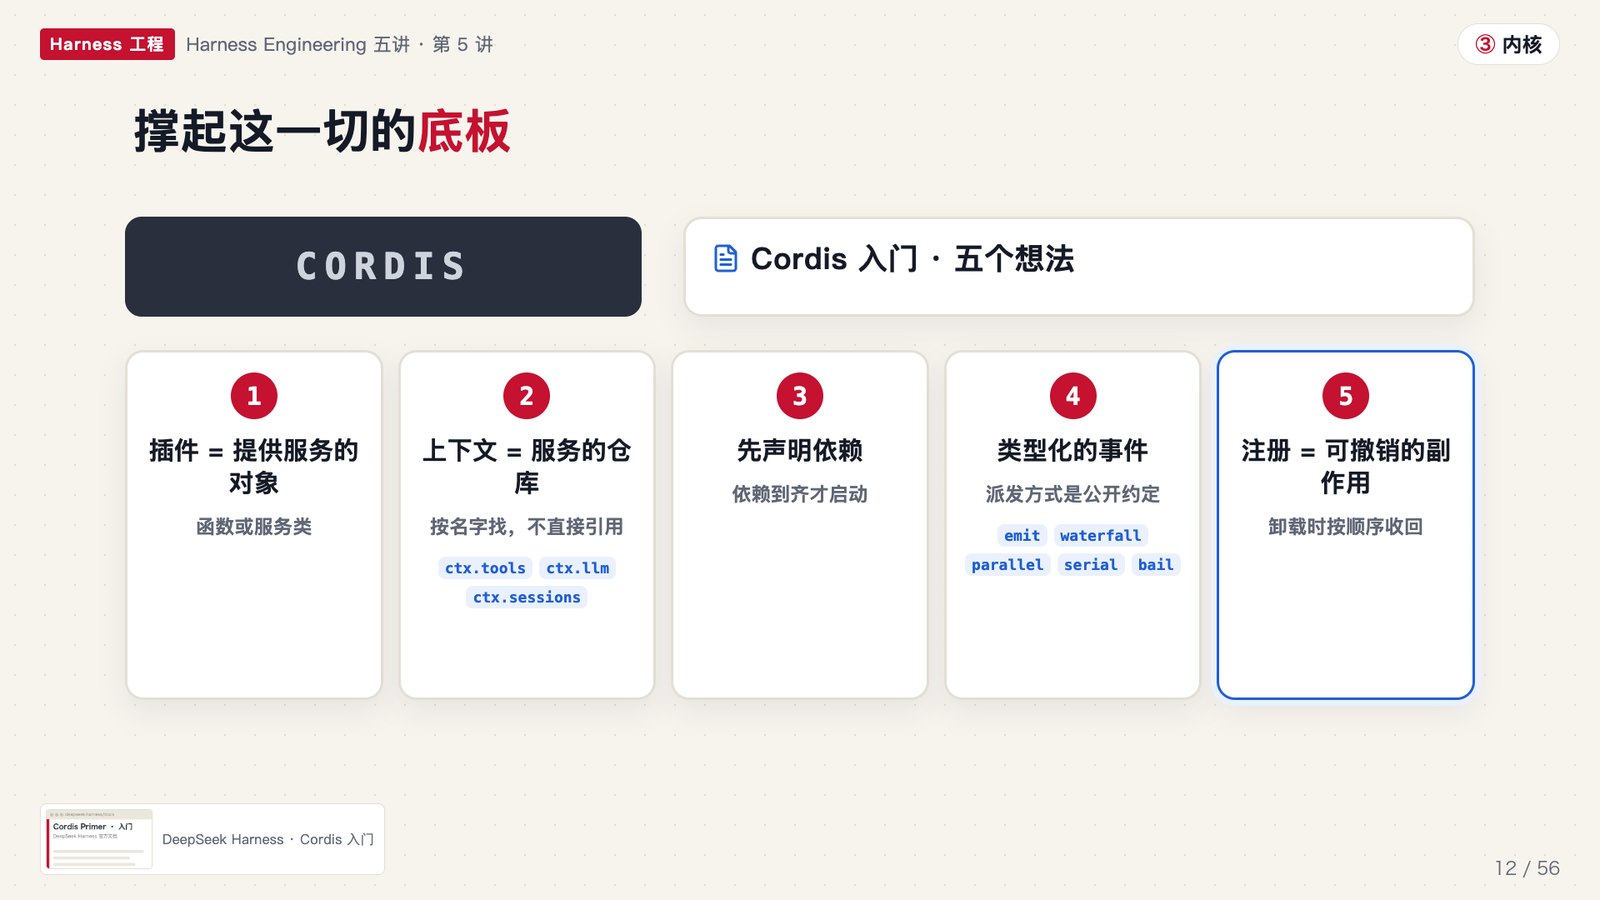 Harness 工程
Harness Engineering 五讲 · 第 5 讲
③ 内核
撑起这一切的底板
CORDIS
Cordis 入门 · 五个想法
1
插件 = 提供服务的
对象
函数或服务类
2
上下文 = 服务的仓
库
按名字找，不直接引用
ctx.tools ctx.llm
ctx.sessions
3
先声明依赖
依赖到齐才启动
4
类型化的事件
派发方式是公开约定
emit waterfall
parallel serial bail
5
注册 = 可撤销的副
作用
卸载时按顺序收回
Cordis Primer · 入门
DeepSeek Harness 官方文档
DeepSeek Harness · Cordis 入门
12 / 56